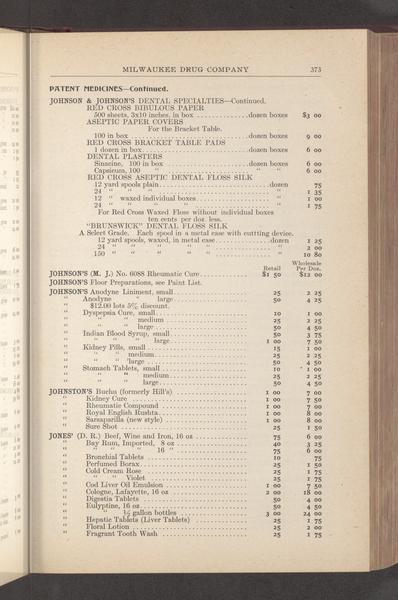 MILWAUKEE DRUG COMPANY 373
PATENT MEDICINES—Continued.
JOHNSON & JOHNSON'S DENTAL SPECIALTIES—Continued.
RED CROSS BIBULOUS PAPER
500 sheets, 3x10 inches, in box dozen boxes $3 00
ASEPTIC PAPER COVERS
For the Bracket Table.
100 in box dozen boxes 9 00
RED CROSS BRACKET TABLE PADS
1 dozen in box dozen boxes 6 00
DENTAL PLASTERS
Sinacine, 100 in box dozen boxes 6 00
Capsicum, 100 " " " 6 00
RED CROSS ASEPTIC DENTAL FLOSS SILK
12 yard spools plain dozen 75
24 " " " " 1 35
12 " waxed individual boxes " 1 00
24 " " " " " 1 75
For Red Cross Waxed Floss without individual boxes
ten cents per doz. less.
"BRUNSWICK" DENTAL FLOSS SILK
A Select Grade. Each spool in a metal case with cutting device.
12 yard spools, waxed, in metal case dozen 1 25
24 " " " " " 2 00
150 " " " " " 10 80
Wholesale
Retail Per Doz.
JOHNSON'S (M. J.) No. 6088 Rheumatic Cure $1 50 $12 00
JOHNSON'S Floor Preparations, see Paint List.
JOHNSON'S Anodyne Liniment, small 25 2 25
" Anodyne " large 50 4 25
" $12.00 lots 5% discount.
" Dyspepsia Cure, small 10 1 00
" " " medium 25 2 25
" " " large 50 4 50
" Indian Blood Syrup, small 50 3 75
" " " " large 1 00 7 50
" Kidney Pills, small 15 1 00
" " " medium 25 2 25
" " " large 50 4 50
" Stomach Tablets, small 10 1 00
" " " medium 25 2 25
" " " large 50 4 50
JOHNSTON'S Buchu (formerly Hill's) 1 00 7 00
" Kidney Cure 1 00 7 50
" Rheumatic Compound 1 00 7 00
" Royal English Rushta 1 00 8 00
" Sarsaparilla (new style) 1 00 8 00
" Sure Shot 25 1 50
JONES' (D. R.) Beef, Wine and Iron, 16 oz 75 6 00
" Bay Rum, Imported, 8 oz 40 3 25
" " " " 16 " 75 6 00
" Bronchial Tablets 10 75
" Perfumed Borax 25 1 50
" Cold Cream Rose 25 1 75
" " " Violet 25 1 75
" Cod Liver Oil Emulsion 1 00 7 50
" Cologne, Lafayette, 16 oz 2 00 18 00
" Digestia Tablets 50 4 00
" Eulyptine, 16 oz 50 4 50
" " ½ gallon bottles 3 00 24 00
" Hepatic Tablets (Liver Tablets) 25 1 75
" Floral Lotion 25 2 00
" Fragrant Tooth Wash 25 1 75